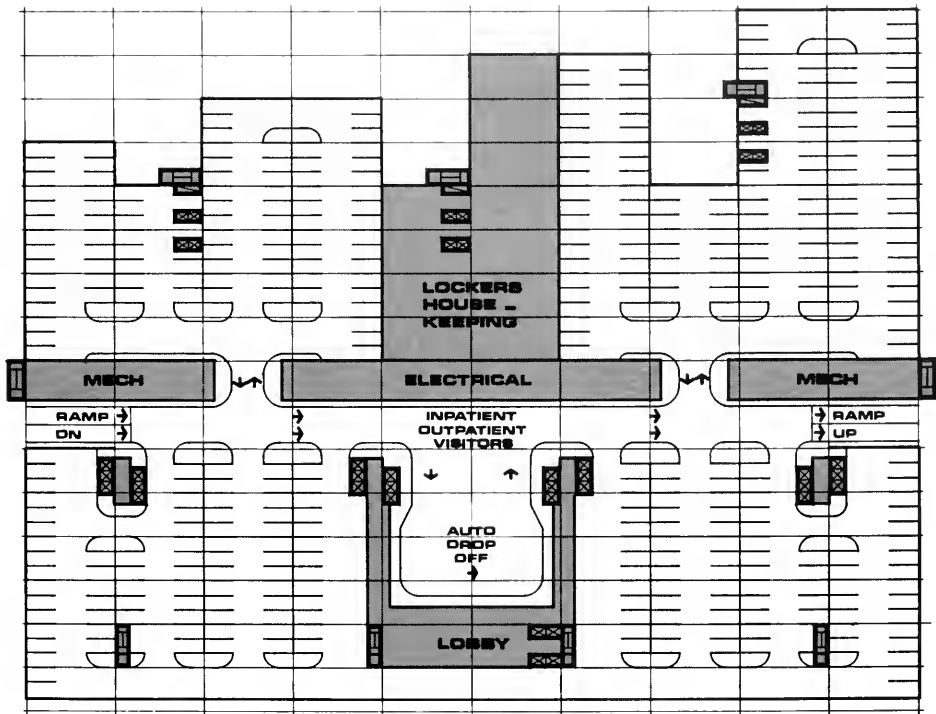 LOCKERS
HOUSE –
KEEPING
MECH
ELECTRICAL
MECH
RAMP
DN
INPATIENT
OUTPATIENT
VISITORS
RAMP
UP
AUTO
DROP
OFF
LOBBY